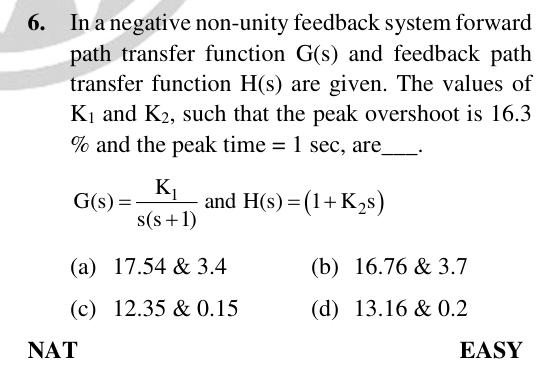 6. In a negative non-unity feedback system forward
path transfer function G(s) and feedback path
transfer function H(s) are given. The values of
K₁ and K₂, such that the peak overshoot is 16.3
% and the peak time = 1 sec, are___.
G(s) = K₁ / s(s+1) and H(s) = (1+K₂s)
(a) 17.54 & 3.4 (b) 16.76 & 3.7
(c) 12.35 & 0.15 (d) 13.16 & 0.2
NAT EASY